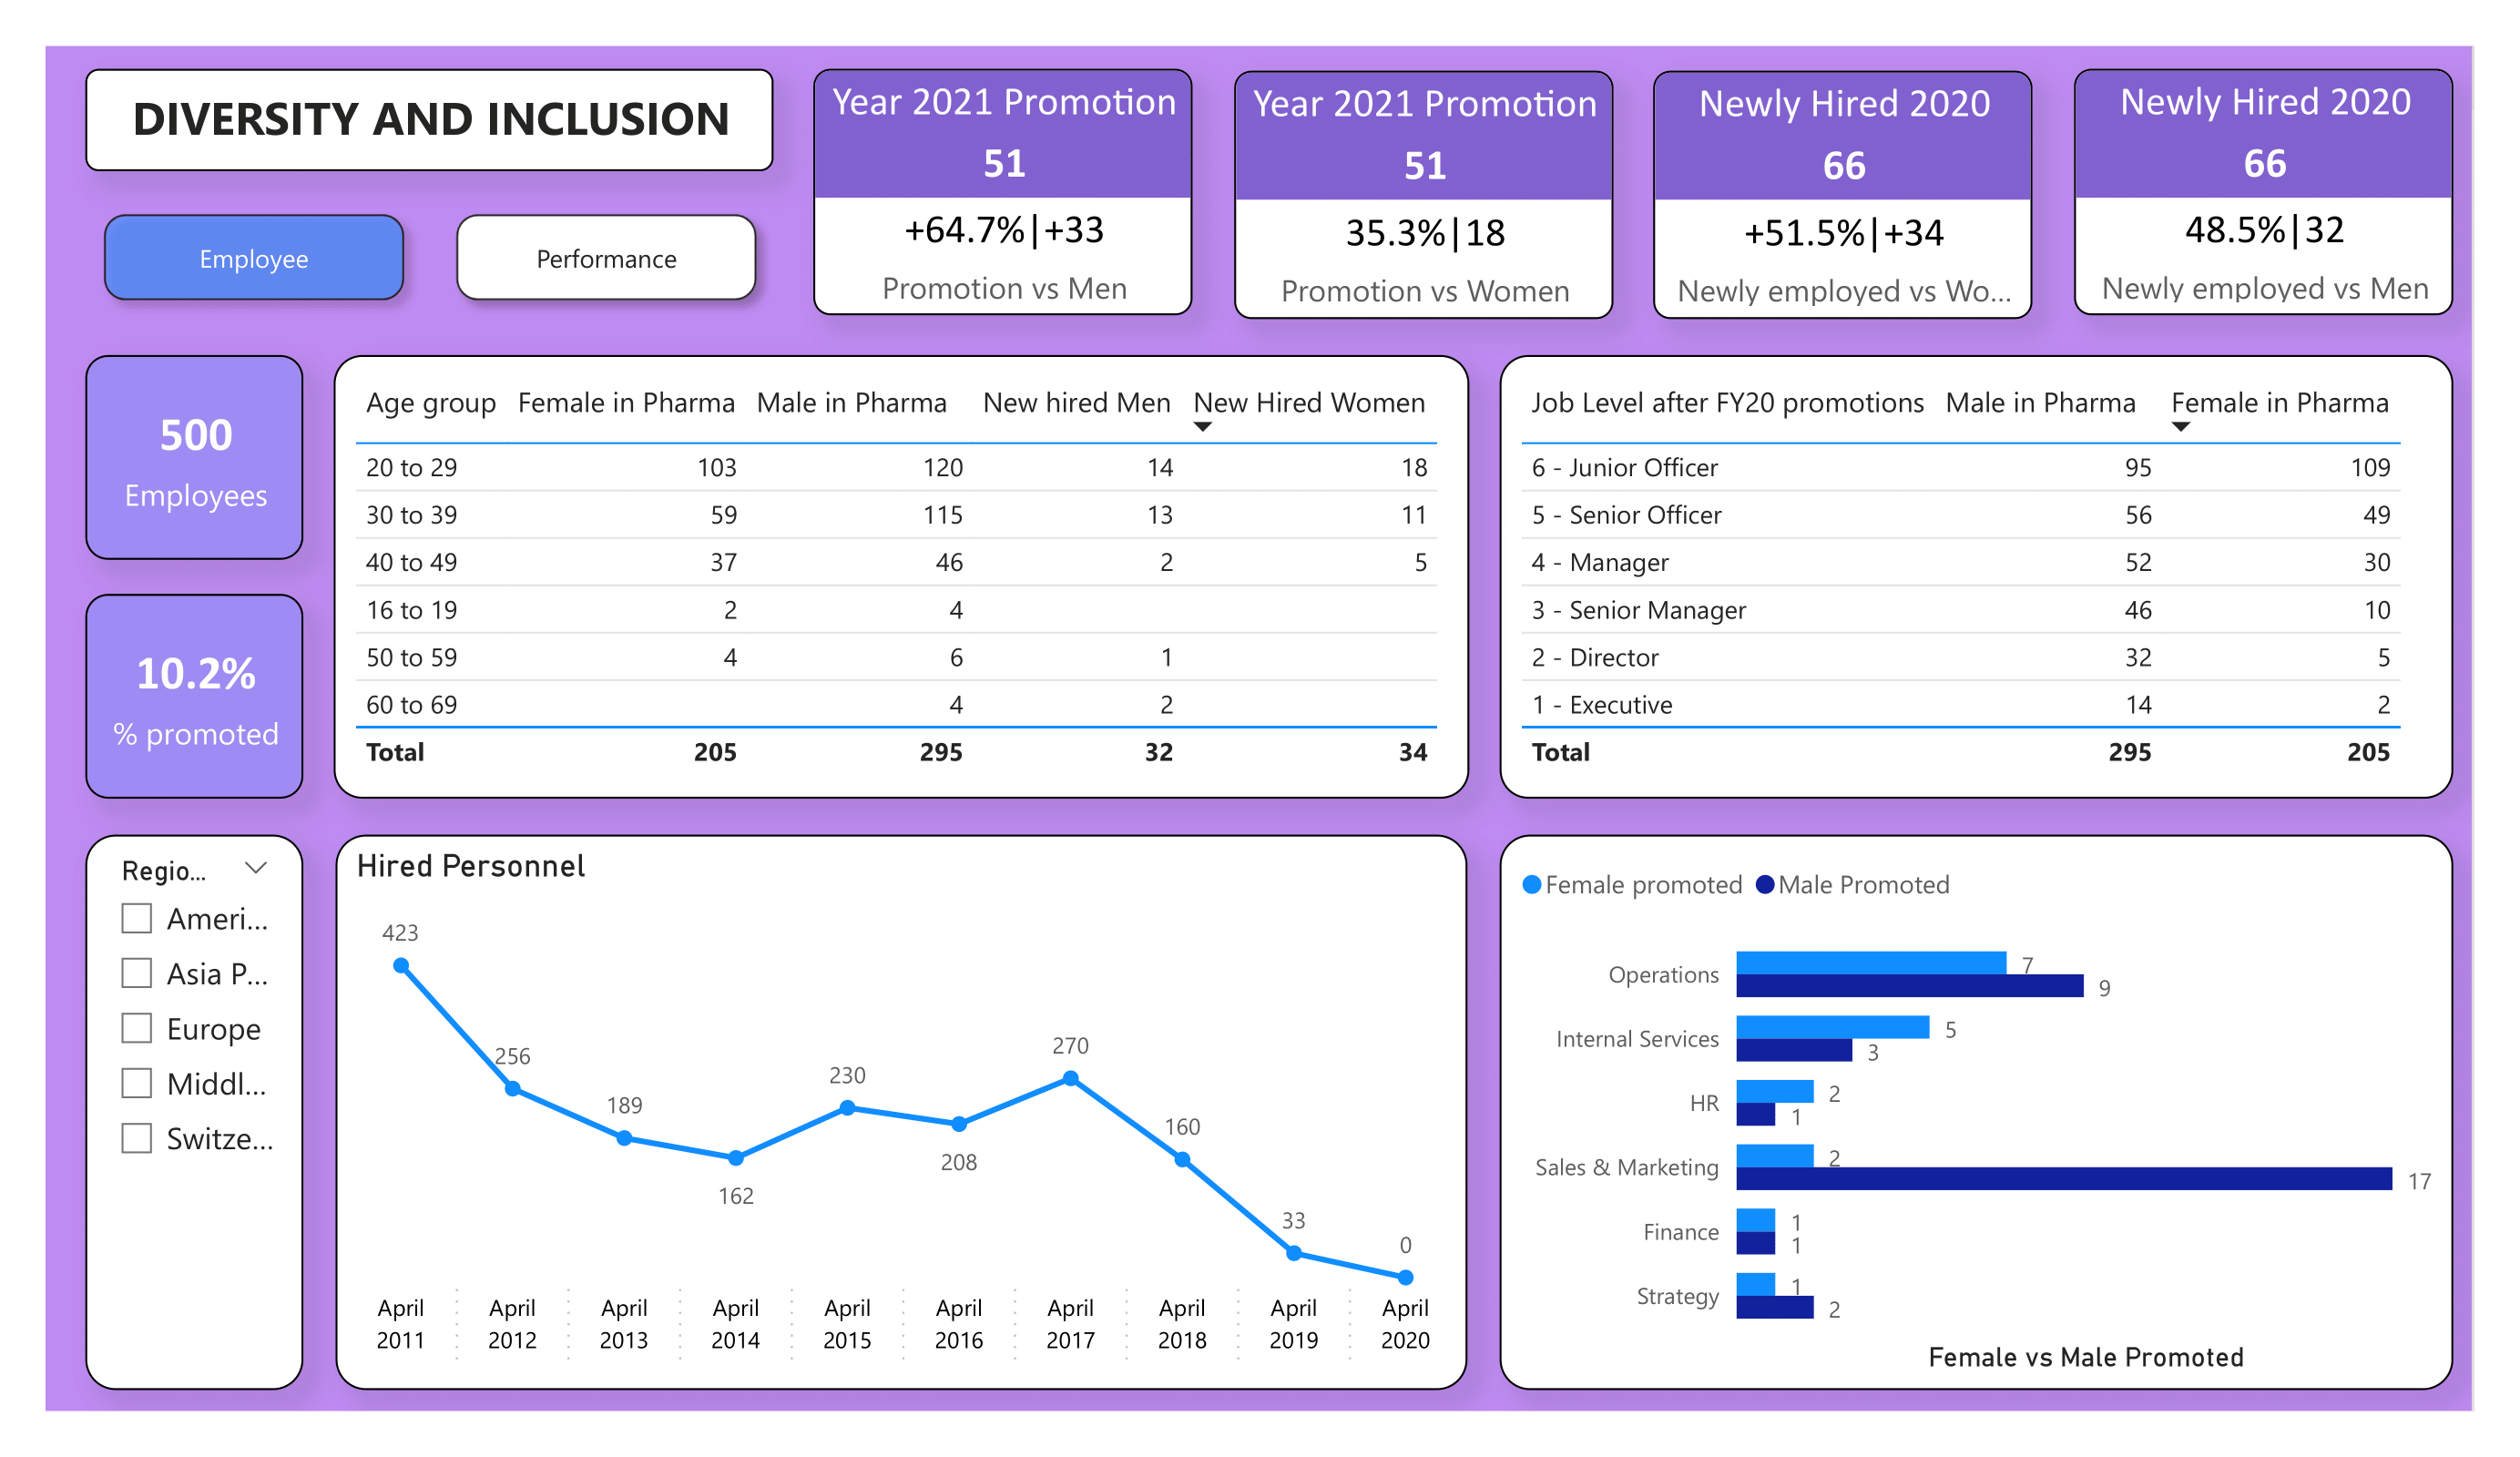 DIVERSITY AND INCLUSION
Employee
Performance
Year 2021 Promotion
51
+64.7%|+33
Promotion vs Men
Year 2021 Promotion
51
35.3%|18
Promotion vs Women
Newly Hired 2020
66
+51.5%|+34
Newly employed vs Wo...
Newly Hired 2020
66
48.5%|32
Newly employed vs Men
500
Employees
10.2%
% promoted
Age group Female in Pharma Male in Pharma New hired Men New Hired Women
20 to 29 103 120 14 18
30 to 39 59 115 13 11
40 to 49 37 46 2 5
16 to 19 2 4
50 to 59 4 6 1
60 to 69 4 2
Total 205 295 32 34
Job Level after FY20 promotions Male in Pharma Female in Pharma
6 - Junior Officer 95 109
5 - Senior Officer 56 49
4 - Manager 52 30
3 - Senior Manager 46 10
2 - Director 32 5
1 - Executive 14 2
Total 295 205
Regio...
Ameri...
Asia P...
Europe
Middl...
Switze...
Hired Personnel
423
256
189
162
230
208
270
160
33
0
April April April April April April April April April April
2011 2012 2013 2014 2015 2016 2017 2018 2019 2020
Female promoted Male Promoted
Operations 7
9
Internal Services 5
3
HR 2
1
Sales & Marketing 2
17
Finance 1
1
Strategy 1
2
Female vs Male Promoted